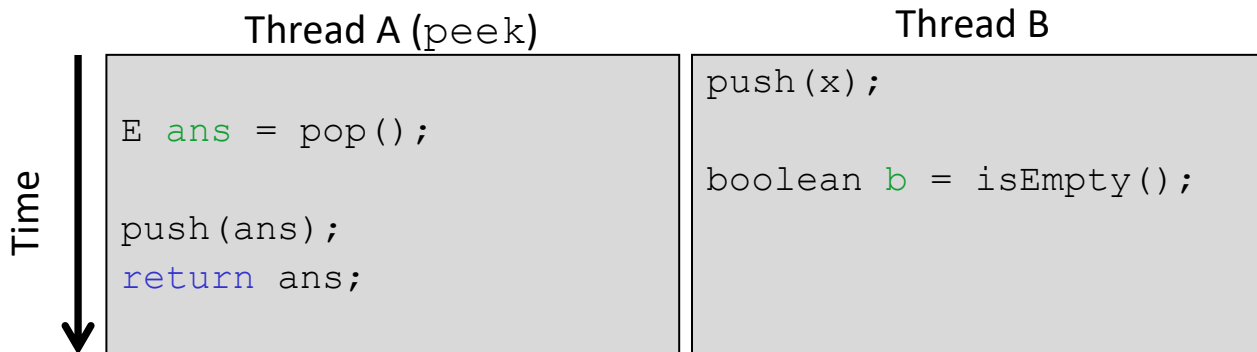 Thread A (peek)
Thread B
Time
E ans = pop();
push(ans);
return ans;
push(x);
boolean b = isEmpty();